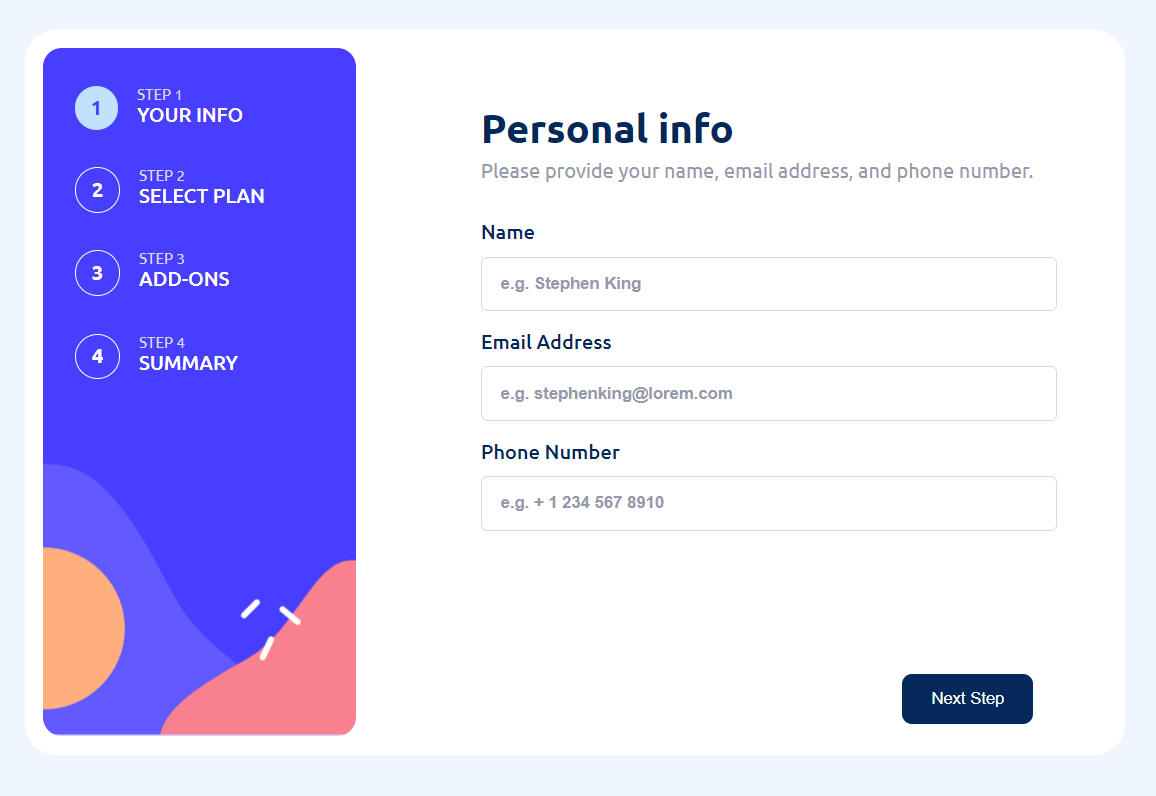 1
STEP 1
YOUR INFO
2
STEP 2
SELECT PLAN
3
STEP 3
ADD-ONS
4
STEP 4
SUMMARY
Personal info
Please provide your name, email address, and phone number.
Name
e.g. Stephen King
Email Address
e.g. stephenking@lorem.com
Phone Number
e.g. + 1 234 567 8910
Next Step